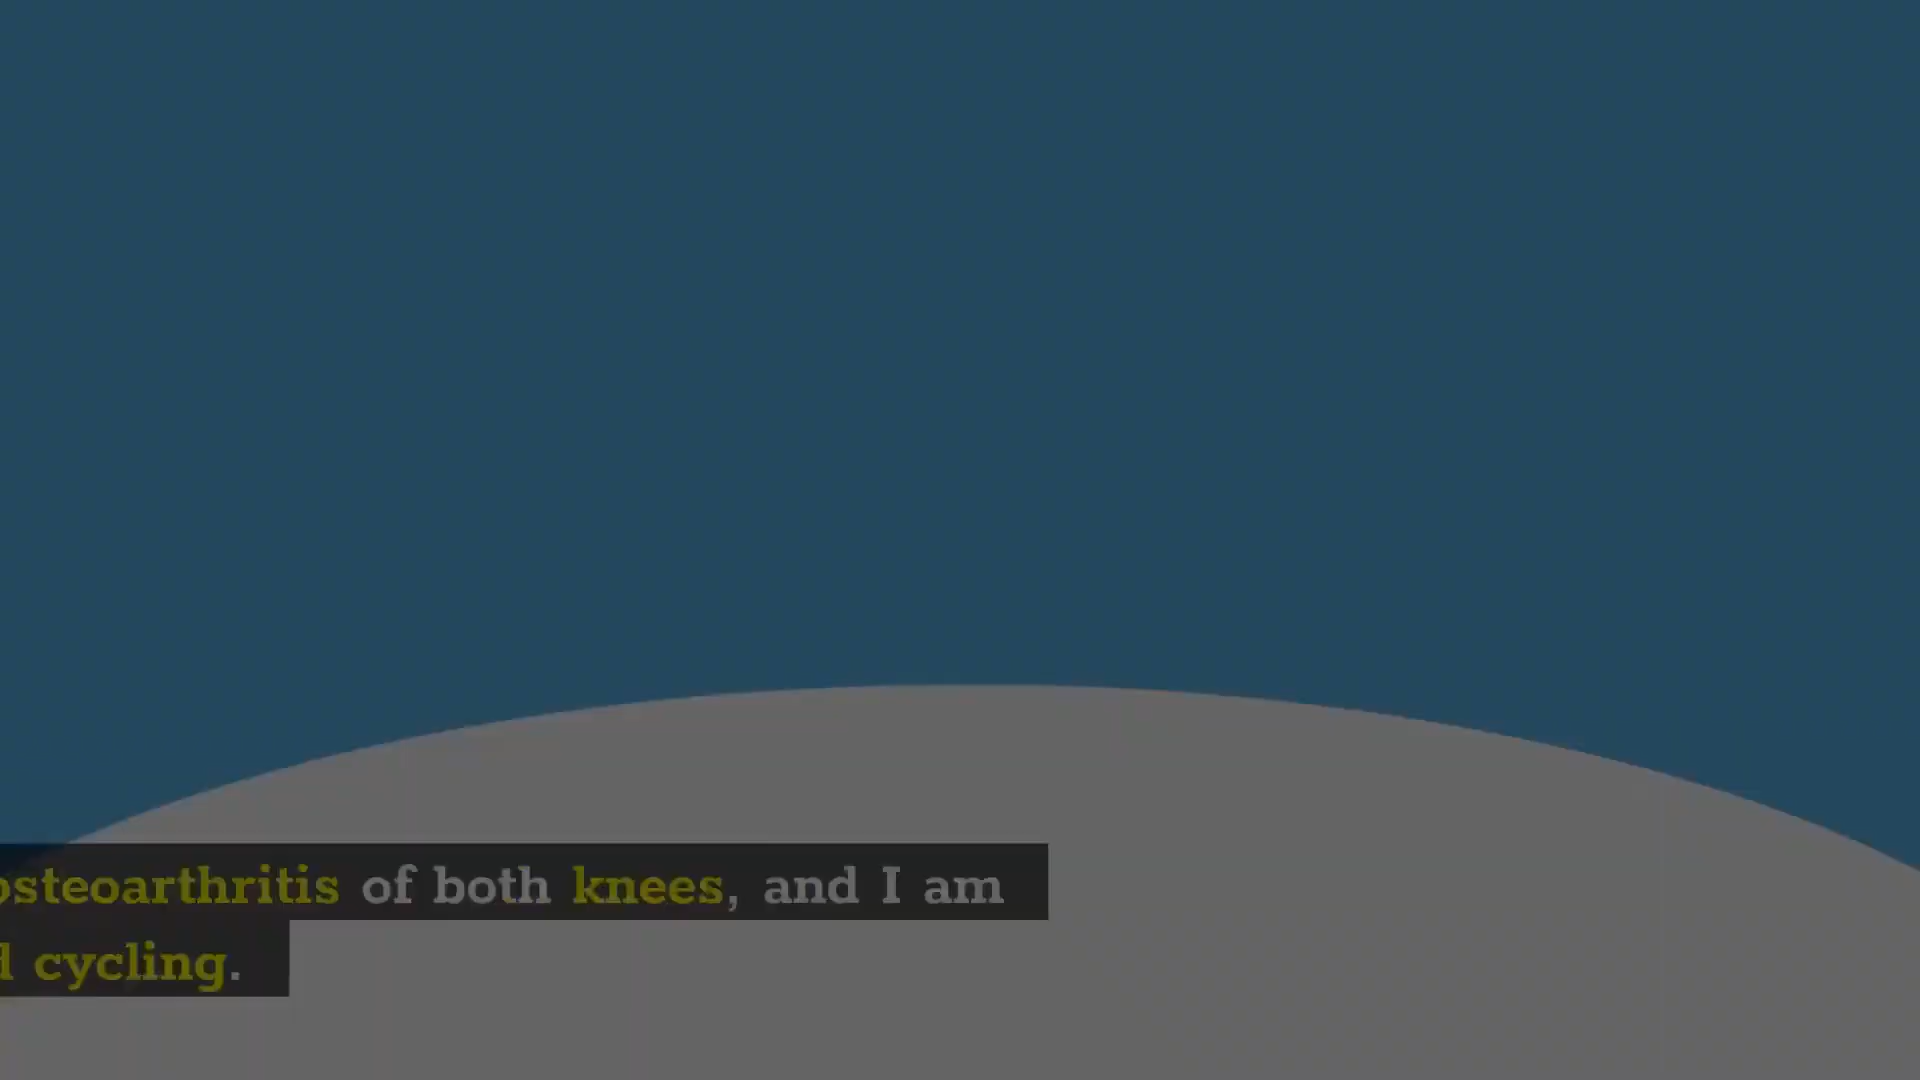 osteoarthritis of both knees, and I am
cycling.